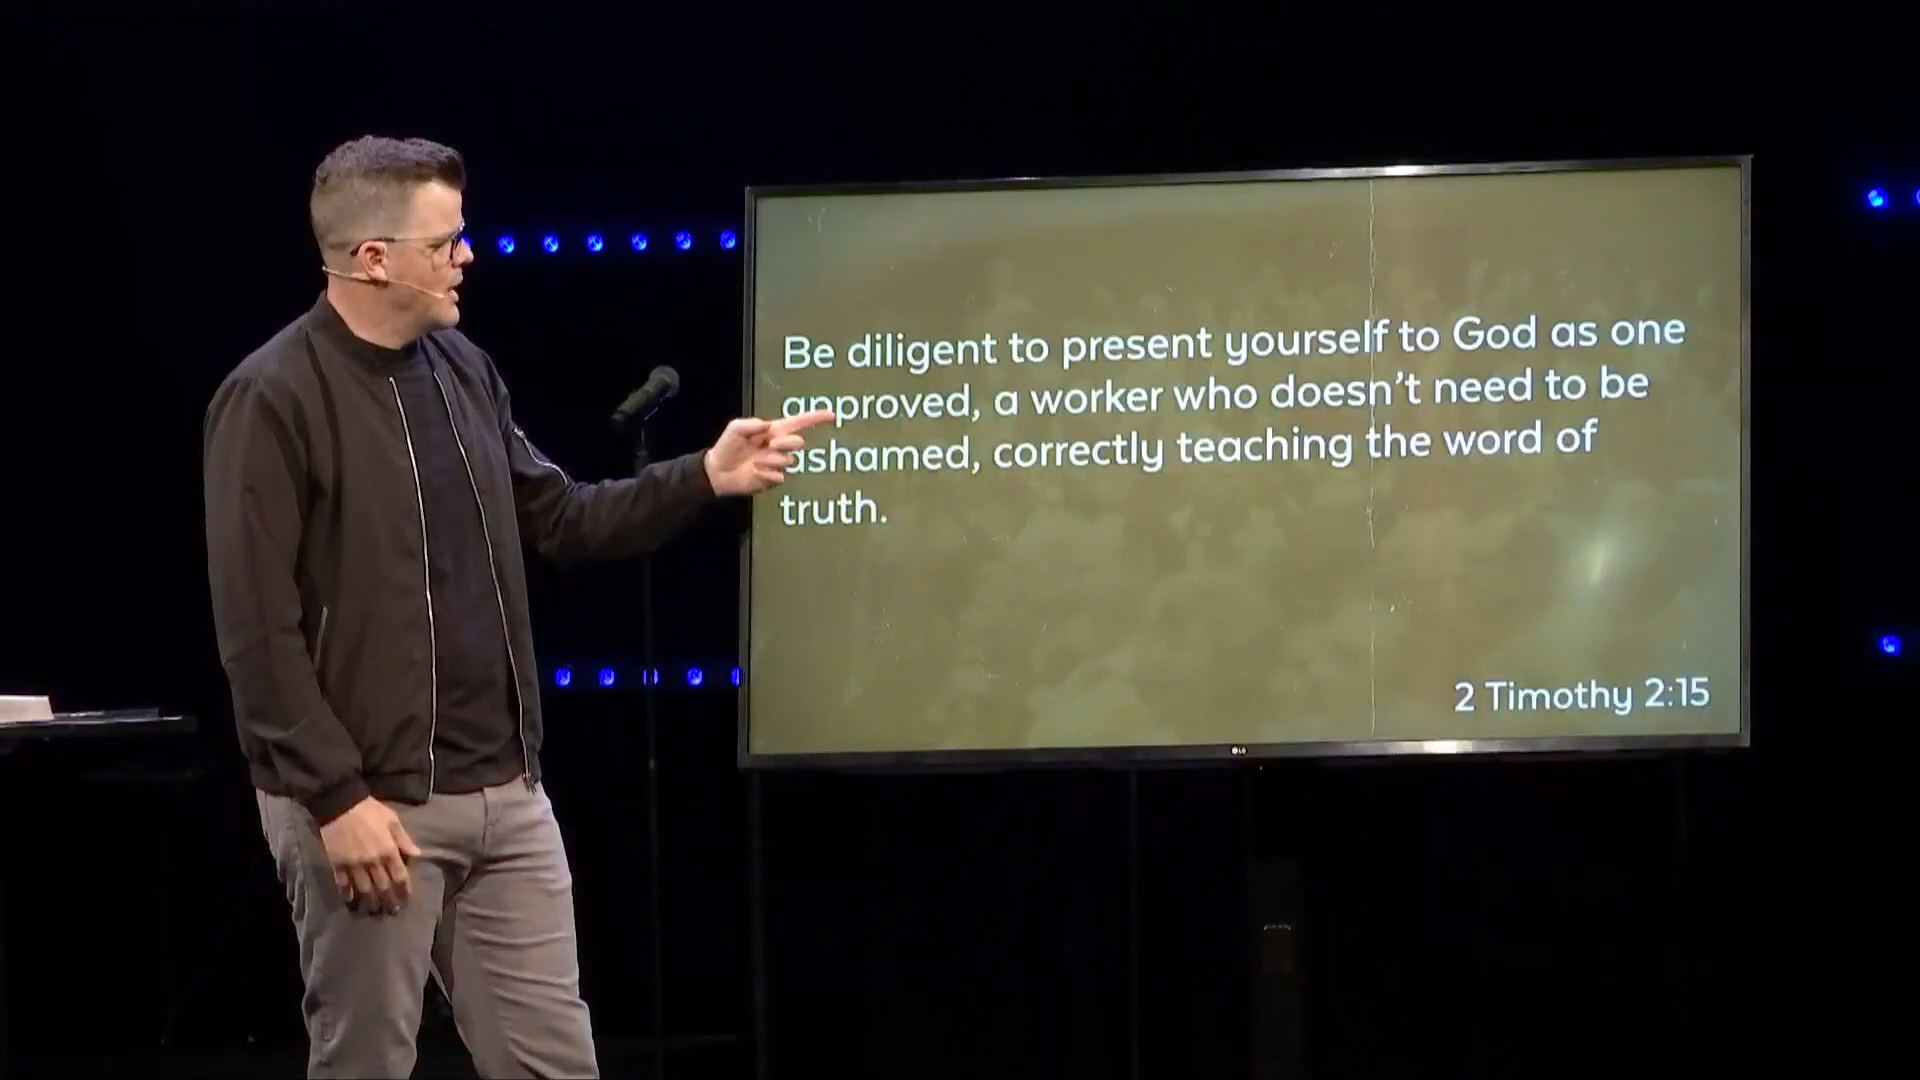 Be diligent to present yourself to God as one
approved, a worker who doesn't need to be
ashamed, correctly teaching the word of
truth.
2 Timothy 2:15
LG